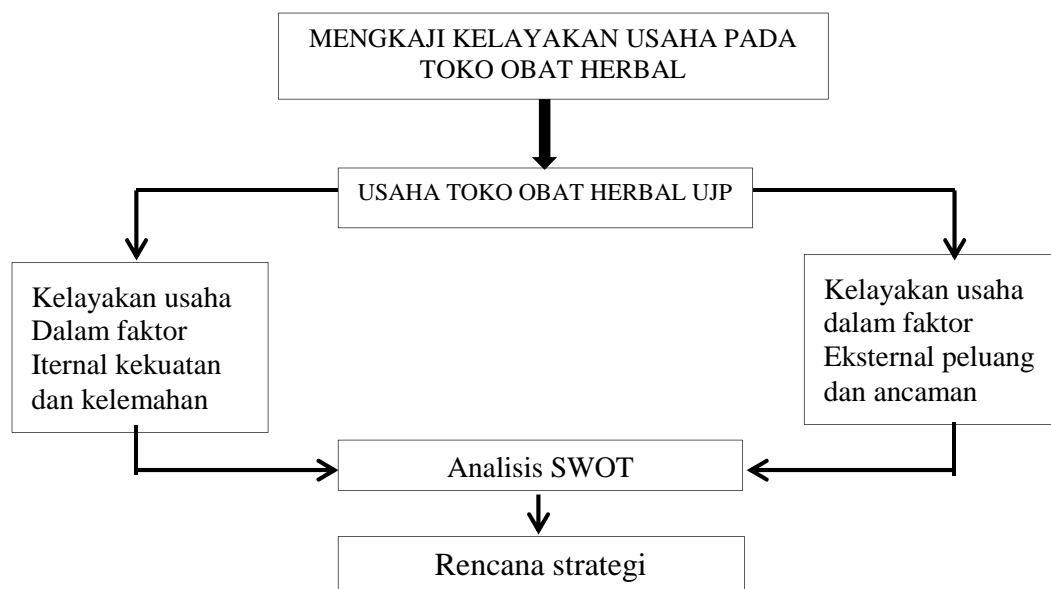 MENGKAJI KELAYAKAN USAHA PADA
TOKO OBAT HERBAL
USAHA TOKO OBAT HERBAL UJP
Kelayakan usaha
Dalam faktor
Iternal kekuatan
dan kelemahan
Kelayakan usaha
dalam faktor
Eksternal peluang
dan ancaman
Analisis SWOT
Rencana strategi